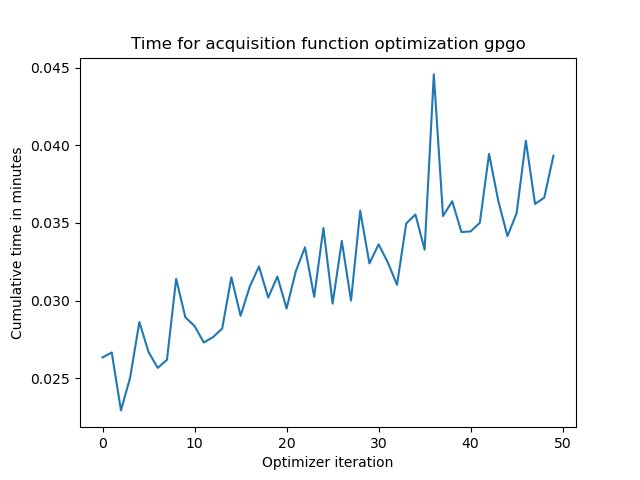 Time for acquisition function optimization gpgo
Cumulative time in minutes
0.045
0.040
0.035
0.030
0.025
0 10 20 30 40 50
Optimizer iteration